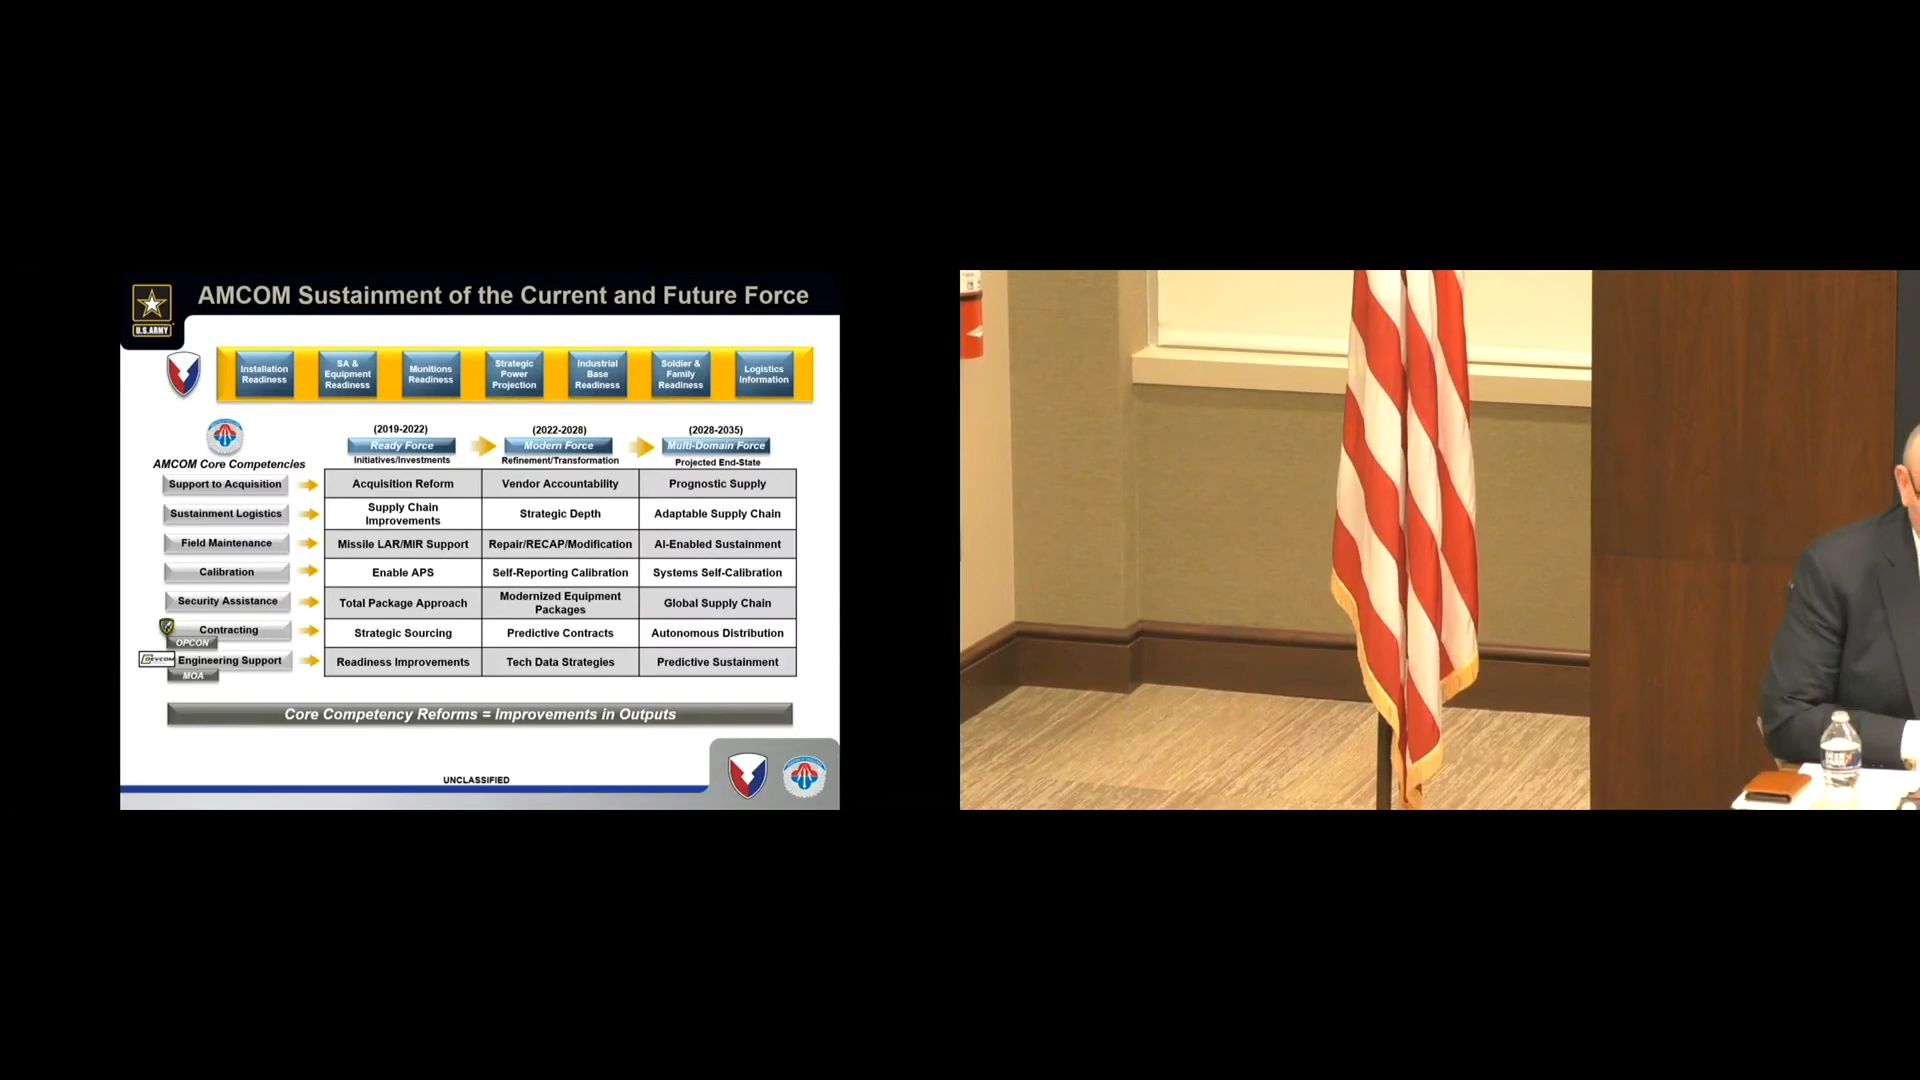 AMCOM Sustainment of the Current and Future Force
U.S.ARMY
Installation
Readiness
SA &
Equipment
Readiness
Munitions
Readiness
Strategic
Power
Projection
Industrial
Base
Readiness
Soldier &
Family
Readiness
Logistics
Information
(2019-2022)
(2022-2028)
(2028-2035)
Ready Force
Modern Force
Multi-Domain Force
Initiatives/Investments
Refinement/Transformation
Projected End-State
AMCOM Core Competencies
Support to Acquisition
Acquisition Reform
Vendor Accountability
Prognostic Supply
Sustainment Logistics
Supply Chain
Improvements
Strategic Depth
Adaptable Supply Chain
Field Maintenance
Missile LAR/MIR Support
Repair/RECAP/Modification
AI-Enabled Sustainment
Calibration
Enable APS
Self-Reporting Calibration
Systems Self-Calibration
Security Assistance
Total Package Approach
Modernized Equipment
Packages
Global Supply Chain
Contracting
OPCON
Strategic Sourcing
Predictive Contracts
Autonomous Distribution
Engineering Support
MOA
Readiness Improvements
Tech Data Strategies
Predictive Sustainment
Core Competency Reforms = Improvements in Outputs
UNCLASSIFIED